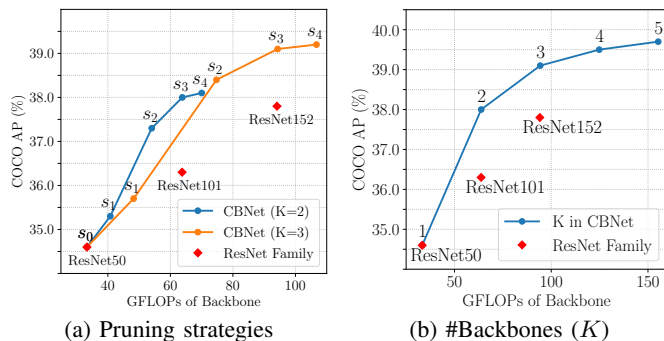 39.0
38.0
37.0
36.0
35.0
COCO AP (%)
s0
s1
s2
s3
s4
s1
s2
s3
s4
ResNet50
ResNet101
ResNet152
CBNet (K=2)
CBNet (K=3)
ResNet Family
40 60 80 100
GFLOPs of Backbone
(a) Pruning strategies
40.0
39.0
38.0
37.0
36.0
35.0
COCO AP (%)
1
2
3
4
5
ResNet50
ResNet101
ResNet152
K in CBNet
ResNet Family
50 100 150
GFLOPs of Backbone
(b) #Backbones (K)